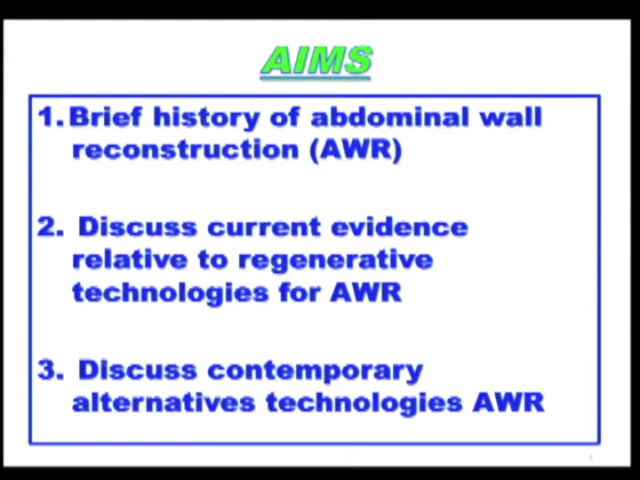 AIMS
1. Brief history of abdominal wall
reconstruction (AWR)
2. Discuss current evidence
relative to regenerative
technologies for AWR
3. Discuss contemporary
alternatives technologies AWR